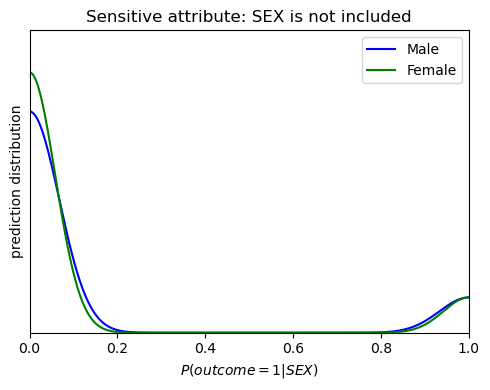 Sensitive attribute: SEX is not included
Male
Female
prediction distribution
0.0 0.2 0.4 0.6 0.8 1.0
P(outcome = 1|SEX)